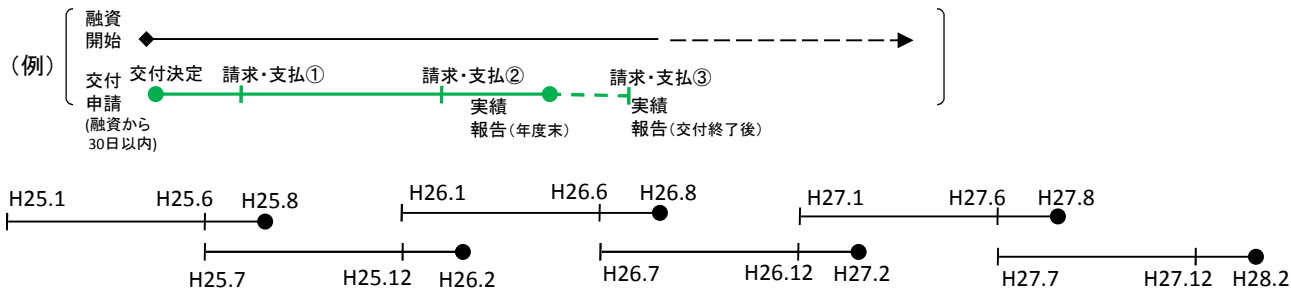 融資
開始
(例)
交付
申請
(融資から
30日以内)
交付決定
請求・支払①
請求・支払②
請求・支払③
実績
報告(年度末)
実績
報告(交付終了後)
H25.1
H25.6
H25.8
H26.1
H26.6
H26.8
H27.1
H27.6
H27.8
H25.7
H25.12
H26.2
H26.7
H26.12
H27.2
H27.7
H27.12
H28.2